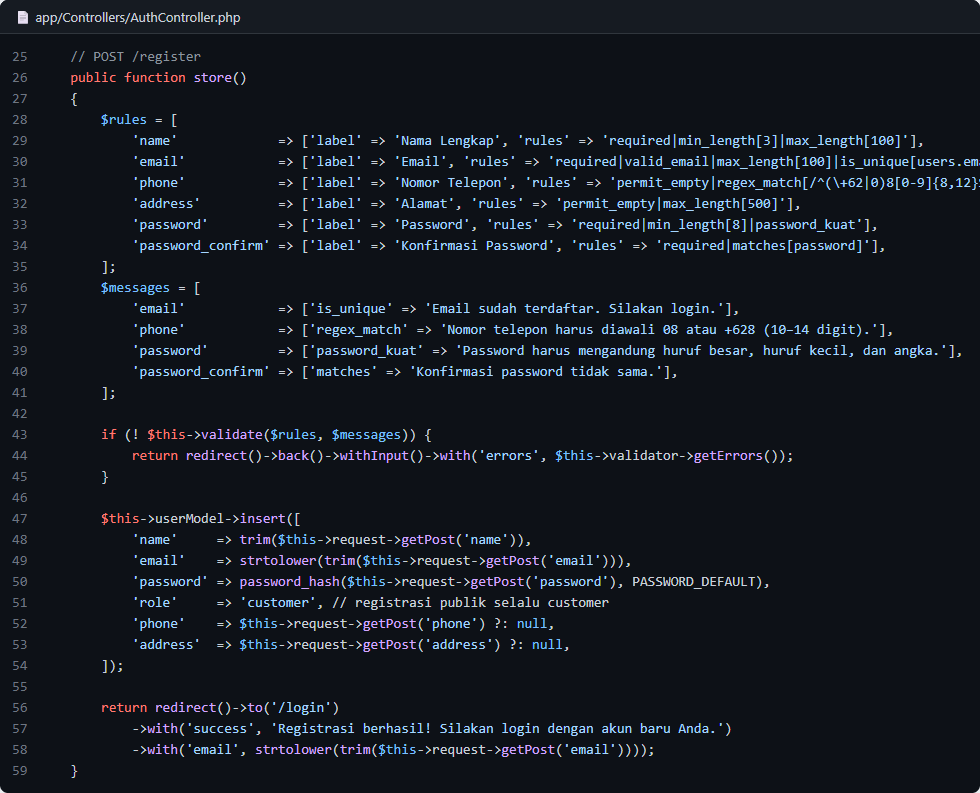 app/Controllers/AuthController.php
25 // POST /register
26 public function store()
27 {
28 $rules = [
29 'name' => ['label' => 'Nama Lengkap', 'rules' => 'required|min_length[3]|max_length[100]'],
30 'email' => ['label' => 'Email', 'rules' => 'required|valid_email|max_length[100]|is_unique[users.em
31 'phone' => ['label' => 'Nomor Telepon', 'rules' => 'permit_empty|regex_match[/^(\+62|0)8[0-9]{8,12}$
32 'address' => ['label' => 'Alamat', 'rules' => 'permit_empty|max_length[500]'],
33 'password' => ['label' => 'Password', 'rules' => 'required|min_length[8]|password_kuat'],
34 'password_confirm' => ['label' => 'Konfirmasi Password', 'rules' => 'required|matches[password]'],
35 ];
36 $messages = [
37 'email' => ['is_unique' => 'Email sudah terdaftar. Silakan login.'],
38 'phone' => ['regex_match' => 'Nomor telepon harus diawali 08 atau +628 (10–14 digit).'],
39 'password' => ['password_kuat' => 'Password harus mengandung huruf besar, huruf kecil, dan angka.'],
40 'password_confirm' => ['matches' => 'Konfirmasi password tidak sama.'],
41 ];
42
43 if (! $this->validate($rules, $messages)) {
44 return redirect()->back()->withInput()->with('errors', $this->validator->getErrors());
45 }
46
47 $this->userModel->insert([
48 'name' => trim($this->request->getPost('name')),
49 'email' => strtolower(trim($this->request->getPost('email'))),
50 'password' => password_hash($this->request->getPost('password'), PASSWORD_DEFAULT),
51 'role' => 'customer', // registrasi publik selalu customer
52 'phone' => $this->request->getPost('phone') ?: null,
53 'address' => $this->request->getPost('address') ?: null,
54 ]);
55
56 return redirect()->to('/login')
57 ->with('success', 'Registrasi berhasil! Silakan login dengan akun baru Anda.')
58 ->with('email', strtolower(trim($this->request->getPost('email'))));
59 }